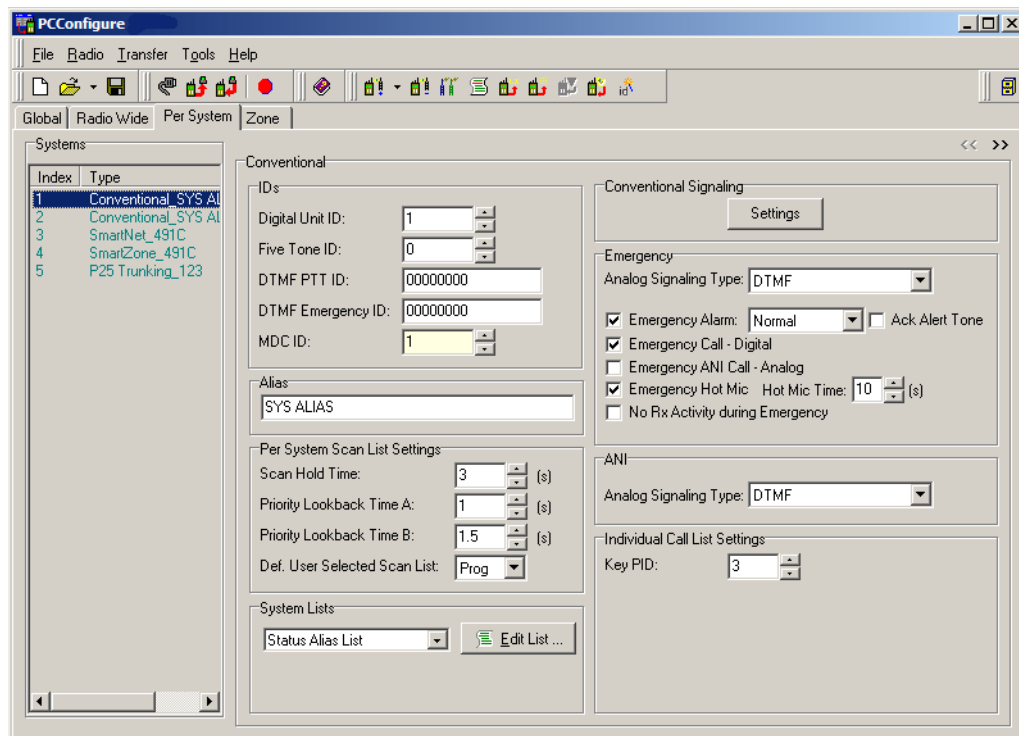 PCConfigure
File Radio Transfer Tools Help
id
Global Radio Wide Per System Zone
Systems
<< >>
Index Type
1 Conventional_SYS AL
2 Conventional_SYS AL
3 SmartNet_491C
4 SmartZone_491C
5 P25 Trunking_123
Conventional
IDs
Digital Unit ID: 1
Five Tone ID: 0
DTMF PTT ID: 00000000
DTMF Emergency ID: 00000000
MDC ID: 1
Alias
SYS ALIAS
Per System Scan List Settings
Scan Hold Time: 3 (s)
Priority Lookback Time A: 1 (s)
Priority Lookback Time B: 1.5 (s)
Def. User Selected Scan List: Prog
System Lists
Status Alias List Edit List ...
Conventional Signaling
Settings
Emergency
Analog Signaling Type: DTMF
Emergency Alarm: Normal Ack Alert Tone
Emergency Call - Digital
Emergency ANI Call - Analog
Emergency Hot Mic Hot Mic Time: 10 (s)
No Rx Activity during Emergency
ANI
Analog Signaling Type: DTMF
Individual Call List Settings
Key PID: 3